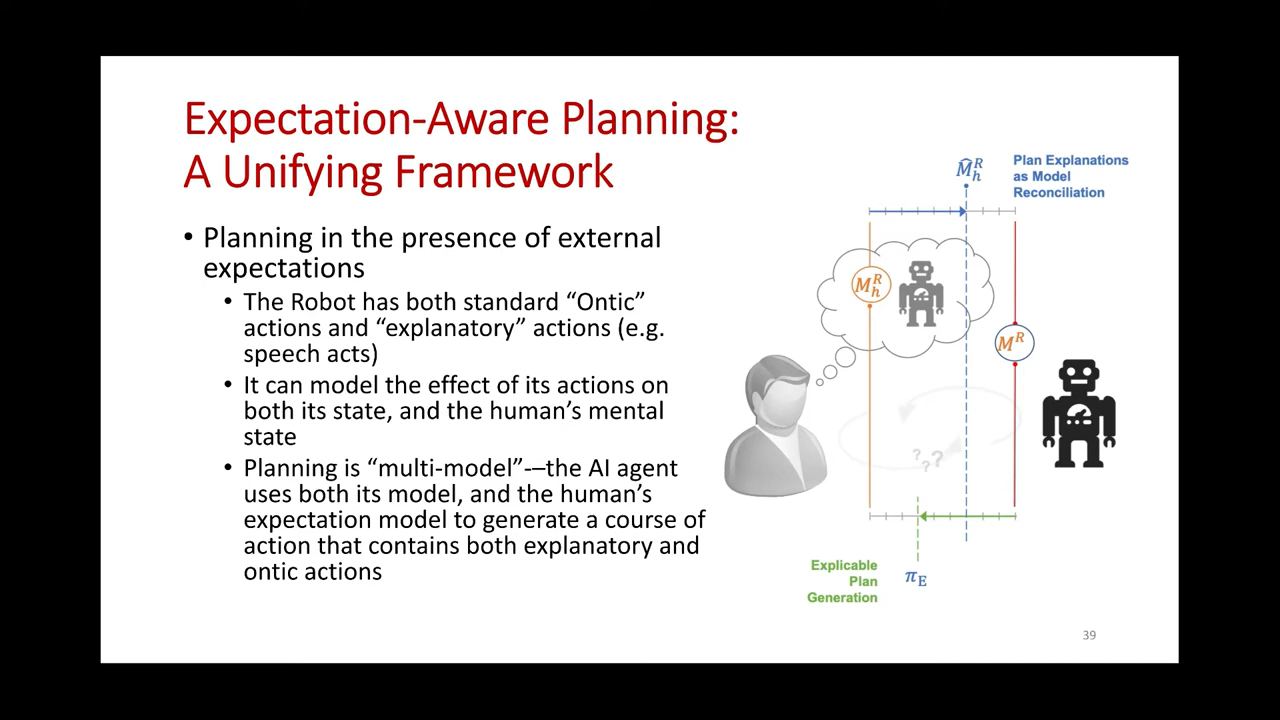 Expectation-Aware Planning:
A Unifying Framework
• Planning in the presence of external
expectations
• The Robot has both standard “Ontic”
actions and “explanatory” actions (e.g.
speech acts)
• It can model the effect of its actions on
both its state, and the human’s mental
state
• Planning is “multi-model”-–the AI agent
uses both its model, and the human’s
expectation model to generate a course of
action that contains both explanatory and
ontic actions
M̂ᴿₕ
Plan Explanations
as Model
Reconciliation
Mᴿₕ
Mᴿ
???
Explicable
Plan
Generation
π_E
39